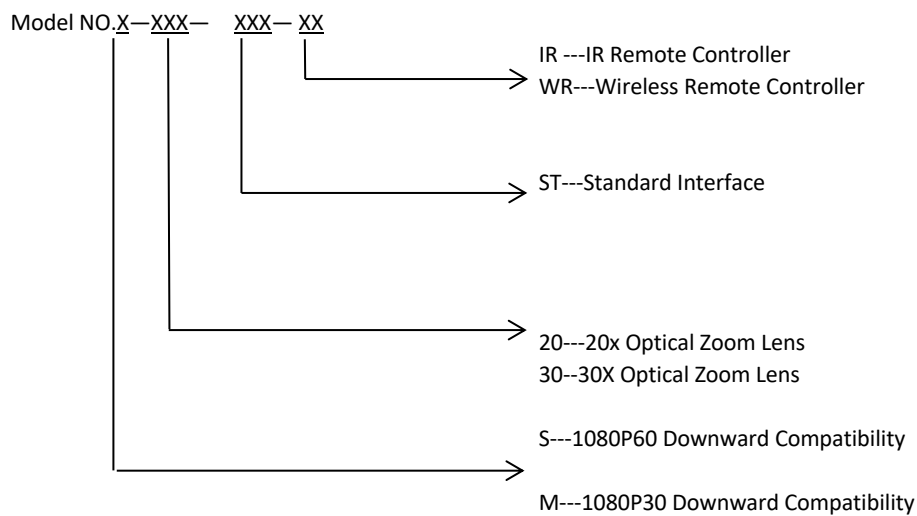 Model NO.X—XXX— XXX— XX
IR ---IR Remote Controller
WR---Wireless Remote Controller
ST---Standard Interface
20---20x Optical Zoom Lens
30--30X Optical Zoom Lens
S---1080P60 Downward Compatibility
M---1080P30 Downward Compatibility